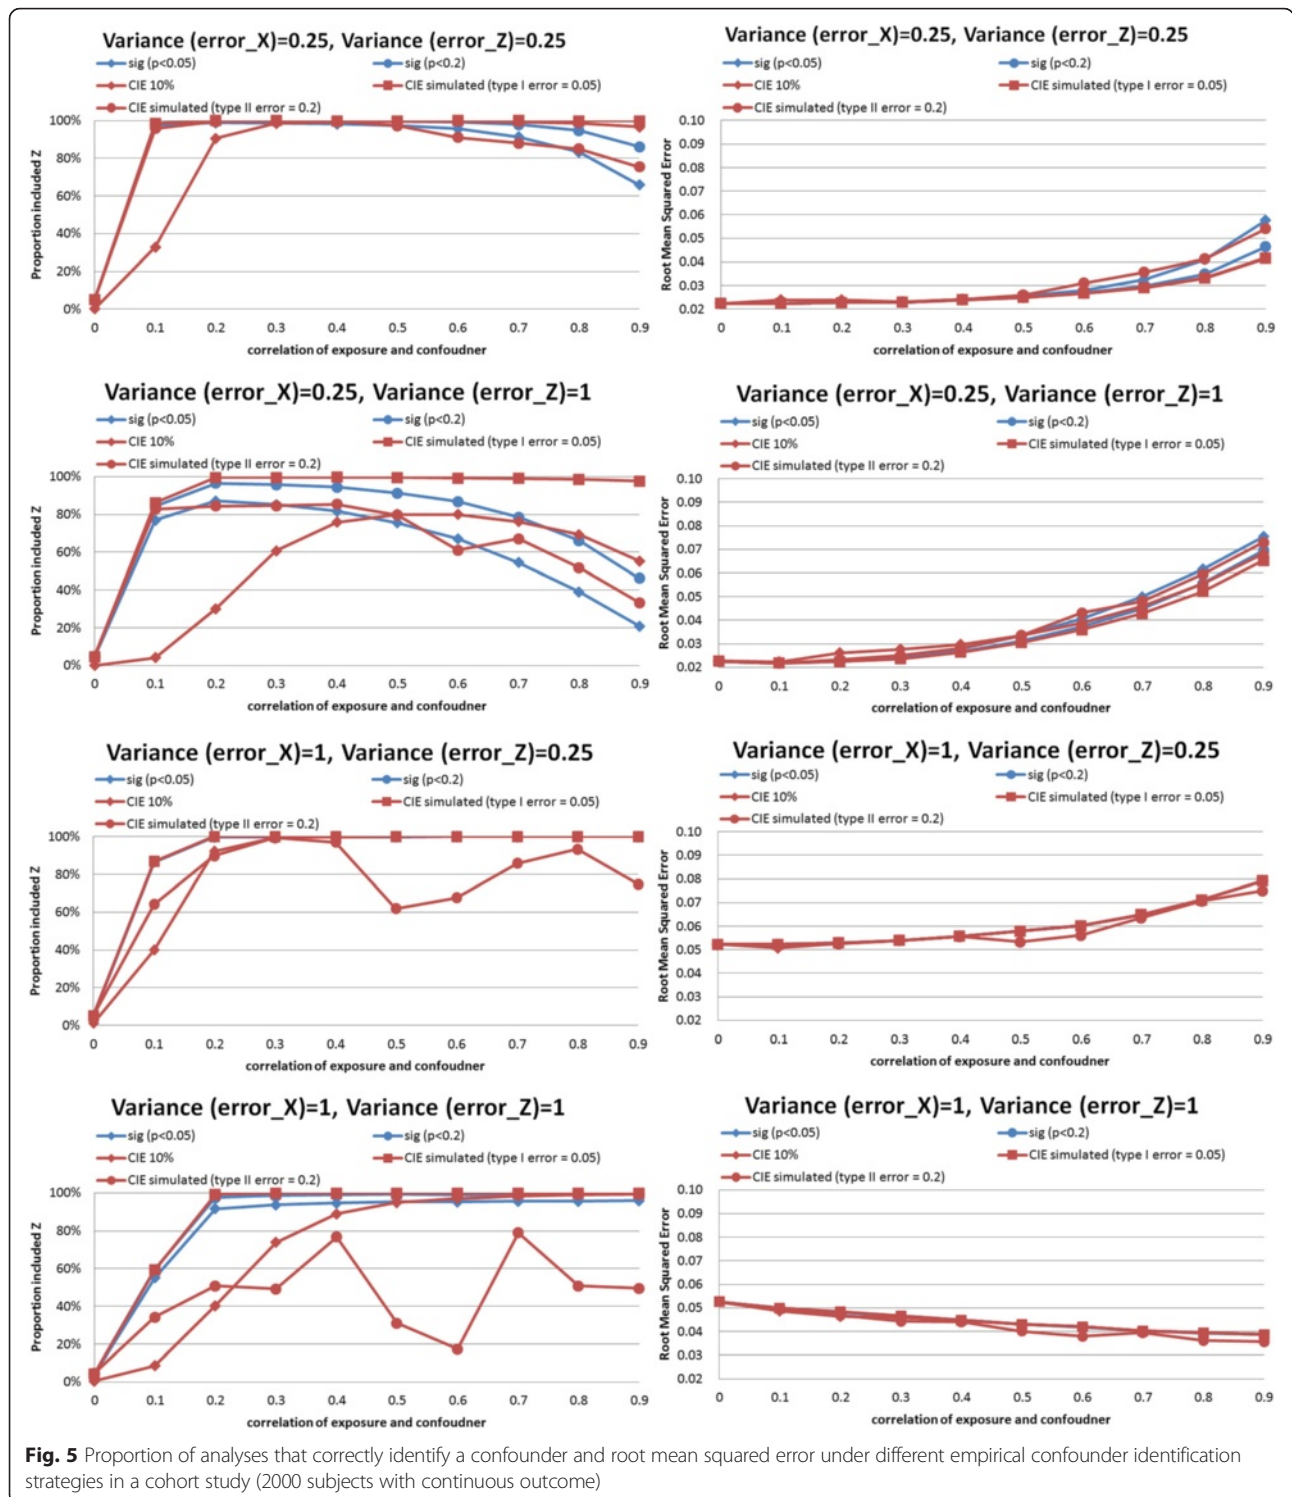 Variance (error_X)=0.25, Variance (error_Z)=0.25
sig (p<0.05)
sig (p<0.2)
CIE 10%
CIE simulated (type I error = 0.05)
CIE simulated (type II error = 0.2)
Proportion included Z
100%
80%
60%
40%
20%
0%
0 0.1 0.2 0.3 0.4 0.5 0.6 0.7 0.8 0.9
correlation of exposure and confoudner
Variance (error_X)=0.25, Variance (error_Z)=0.25
sig (p<0.05)
sig (p<0.2)
CIE 10%
CIE simulated (type I error = 0.05)
CIE simulated (type II error = 0.2)
Root Mean Squared Error
0.10
0.09
0.08
0.07
0.06
0.05
0.04
0.03
0.02
0 0.1 0.2 0.3 0.4 0.5 0.6 0.7 0.8 0.9
correlation of exposure and confoudner
Variance (error_X)=0.25, Variance (error_Z)=1
sig (p<0.05)
sig (p<0.2)
CIE 10%
CIE simulated (type I error = 0.05)
CIE simulated (type II error = 0.2)
Proportion included Z
100%
80%
60%
40%
20%
0%
0 0.1 0.2 0.3 0.4 0.5 0.6 0.7 0.8 0.9
correlation of exposure and confoudner
Variance (error_X)=0.25, Variance (error_Z)=1
sig (p<0.05)
sig (p<0.2)
CIE 10%
CIE simulated (type I error = 0.05)
CIE simulated (type II error = 0.2)
Root Mean Squared Error
0.10
0.09
0.08
0.07
0.06
0.05
0.04
0.03
0.02
0 0.1 0.2 0.3 0.4 0.5 0.6 0.7 0.8 0.9
correlation of exposure and confoudner
Variance (error_X)=1, Variance (error_Z)=0.25
sig (p<0.05)
sig (p<0.2)
CIE 10%
CIE simulated (type I error = 0.05)
CIE simulated (type II error = 0.2)
Proportion included Z
100%
80%
60%
40%
20%
0%
0 0.1 0.2 0.3 0.4 0.5 0.6 0.7 0.8 0.9
correlation of exposure and confoudner
Variance (error_X)=1, Variance (error_Z)=0.25
sig (p<0.05)
sig (p<0.2)
CIE 10%
CIE simulated (type I error = 0.05)
CIE simulated (type II error = 0.2)
Root Mean Squared Error
0.10
0.09
0.08
0.07
0.06
0.05
0.04
0.03
0.02
0 0.1 0.2 0.3 0.4 0.5 0.6 0.7 0.8 0.9
correlation of exposure and confoudner
Variance (error_X)=1, Variance (error_Z)=1
sig (p<0.05)
sig (p<0.2)
CIE 10%
CIE simulated (type I error = 0.05)
CIE simulated (type II error = 0.2)
Proportion included Z
100%
80%
60%
40%
20%
0%
0 0.1 0.2 0.3 0.4 0.5 0.6 0.7 0.8 0.9
correlation of exposure and confoudner
Variance (error_X)=1, Variance (error_Z)=1
sig (p<0.05)
sig (p<0.2)
CIE 10%
CIE simulated (type I error = 0.05)
CIE simulated (type II error = 0.2)
Root Mean Squared Error
0.10
0.09
0.08
0.07
0.06
0.05
0.04
0.03
0.02
0 0.1 0.2 0.3 0.4 0.5 0.6 0.7 0.8 0.9
correlation of exposure and confoudner
Fig. 5 Proportion of analyses that correctly identify a confounder and root mean squared error under different empirical confounder identification
strategies in a cohort study (2000 subjects with continuous outcome)